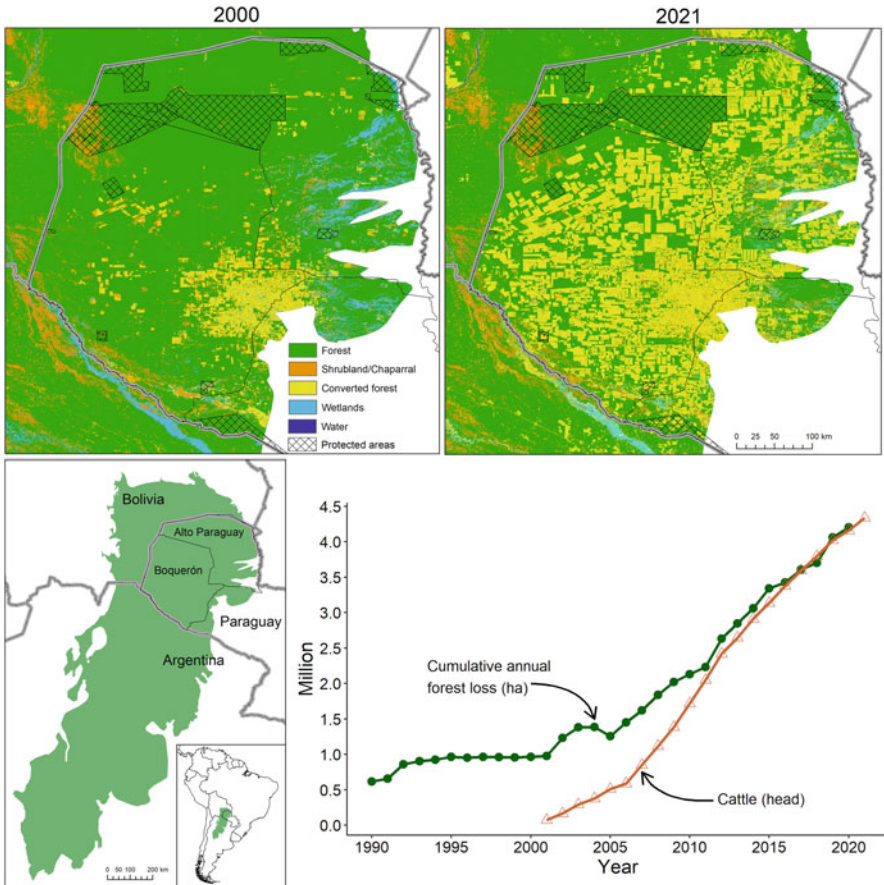 2000
2021
Forest
Shrubland/Chaparral
Converted forest
Wetlands
Water
Protected areas
0 25 50 100 km
Bolivia
Alto Paraguay
Boquerón
Paraguay
Argentina
0 50 100 200 km
Million
4.5
4.0
3.5
3.0
2.5
2.0
1.5
1.0
0.5
0.0
Cumulative annual
forest loss (ha)
Cattle (head)
1990 1995 2000 2005 2010 2015 2020
Year